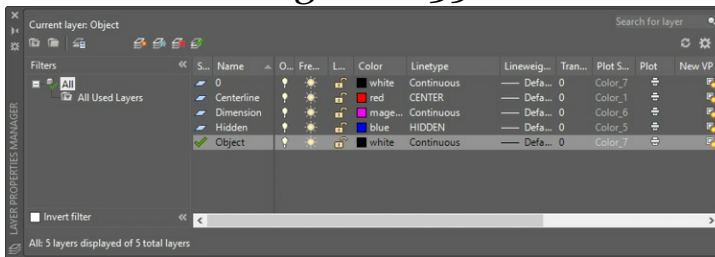 Current layer: Object
Search for layer
Filters
S... Name O... Fre... L... Color Linetype Lineweig... Tran... Plot S... Plot New VP
All
All Used Layers
0 white Continuous Defa... 0 Color_7
Centerline red CENTER Defa... 0 Color_1
Dimension mage... Continuous Defa... 0 Color_6
Hidden blue HIDDEN Defa... 0 Color_5
Object white Continuous Defa... 0 Color_7
Invert filter
All: 5 layers displayed of 5 total layers
LAYER PROPERTIES MANAGER